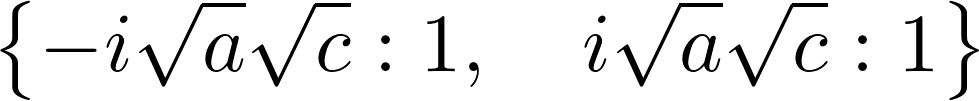 {−i√a√c : 1, i√a√c : 1}